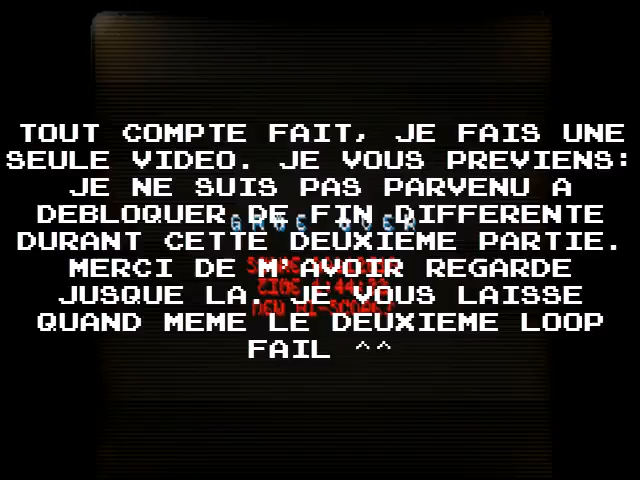 TOUT COMPTE FAIT, JE FAIS UNE
SEULE VIDEO. JE VOUS PREVIENS:
JE NE SUIS PAS PARVENU A
DEBLOQUER DE FIN DIFFERENTE
DURANT CETTE DEUXIEME PARTIE.
MERCI DE M AVOIR REGARDE
JUSQUE LA. JE VOUS LAISSE
QUAND MEME LE DEUXIEME LOOP
FAIL ^^